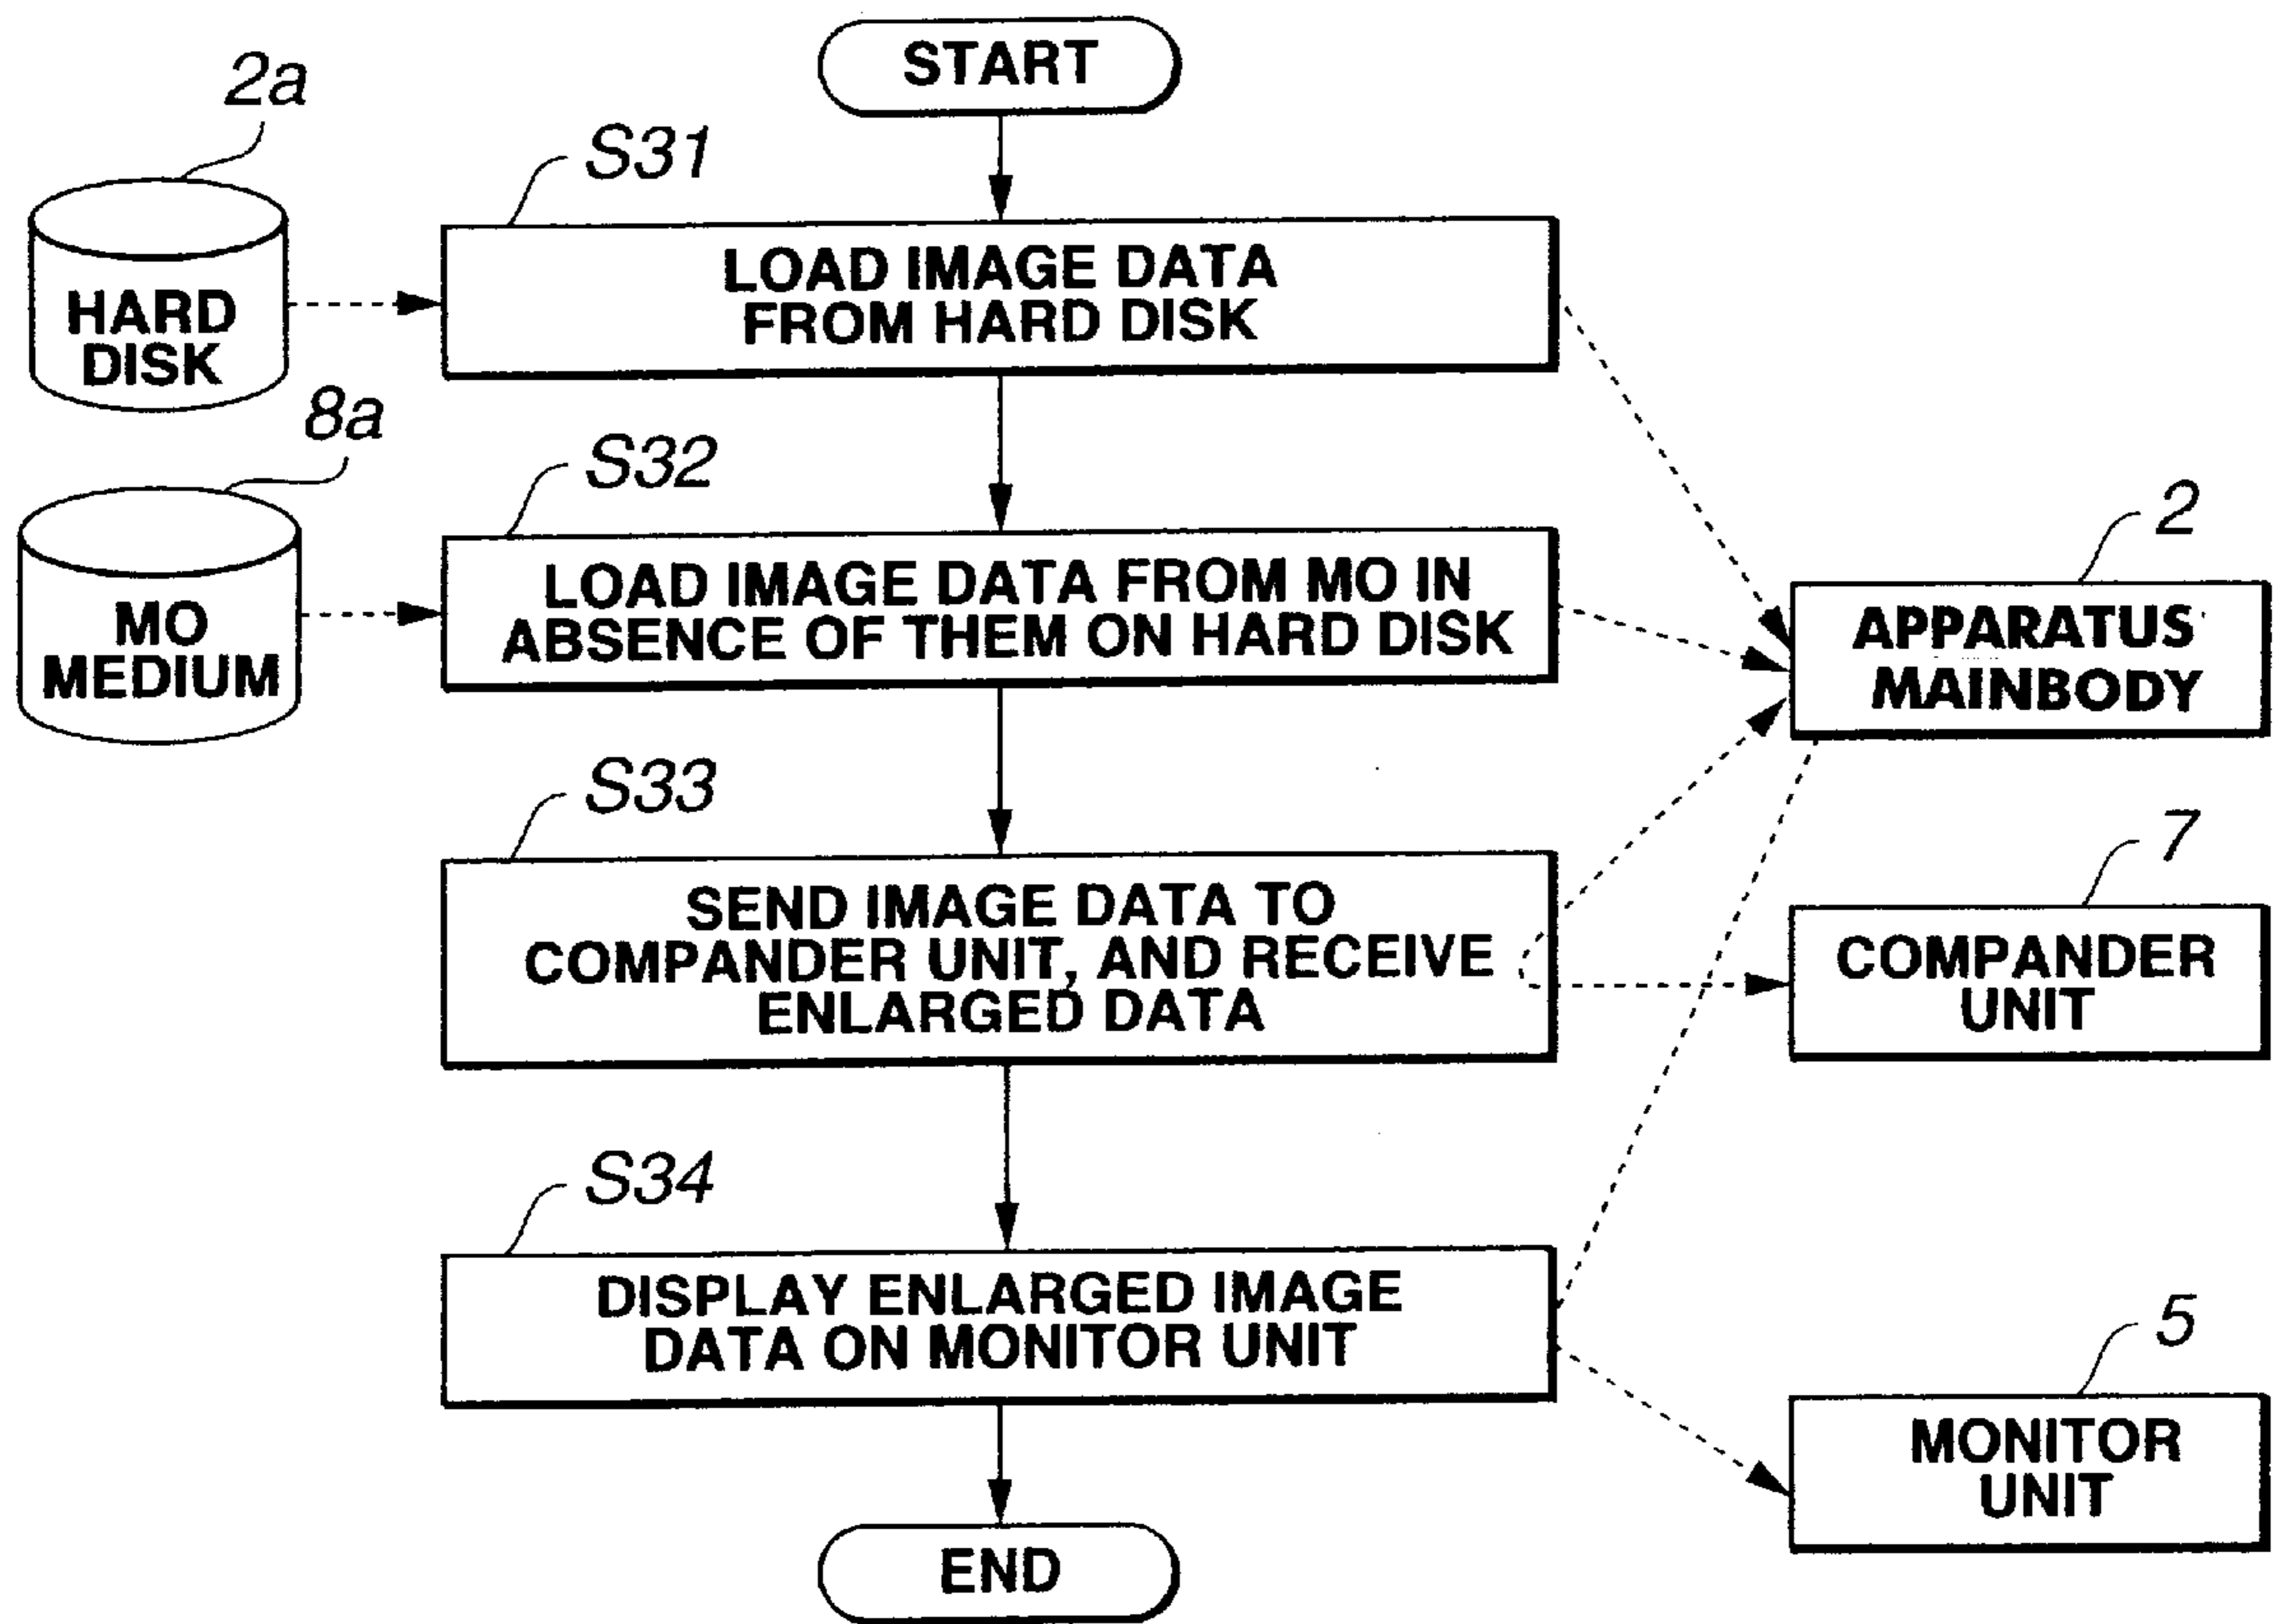 START
2a
S31
HARD
DISK
LOAD IMAGE DATA
FROM HARD DISK
8a
S32
MO
MEDIUM
LOAD IMAGE DATA FROM MO IN
ABSENCE OF THEM ON HARD DISK
2
APPARATUS
MAINBODY
S33
SEND IMAGE DATA TO
COMPANDER UNIT, AND RECEIVE
ENLARGED DATA
7
COMPANDER
UNIT
S34
DISPLAY ENLARGED IMAGE
DATA ON MONITOR UNIT
5
MONITOR
UNIT
END